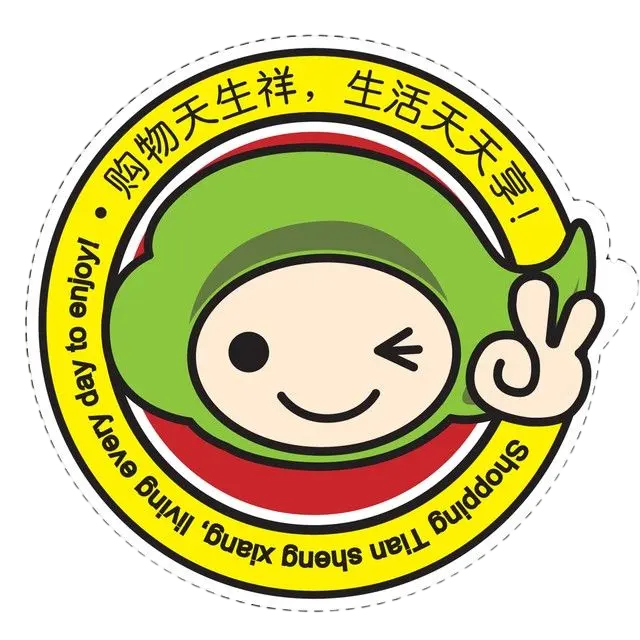 购物天生祥，生活天天享！
Shopping Tian sheng xiang, living every day to enjoy!